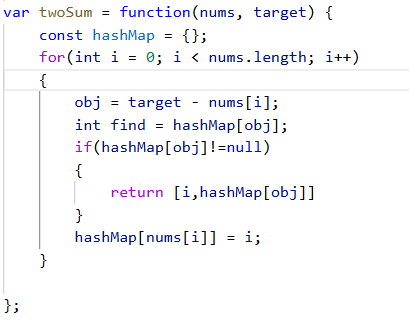 var twoSum = function(nums, target) {
    const hashMap = {};
    for(int i = 0; i < nums.length; i++)
    {
        obj = target - nums[i];
        int find = hashMap[obj];
        if(hashMap[obj]!=null)
        {
            return [i,hashMap[obj]]
        }
        hashMap[nums[i]] = i;
    }
};